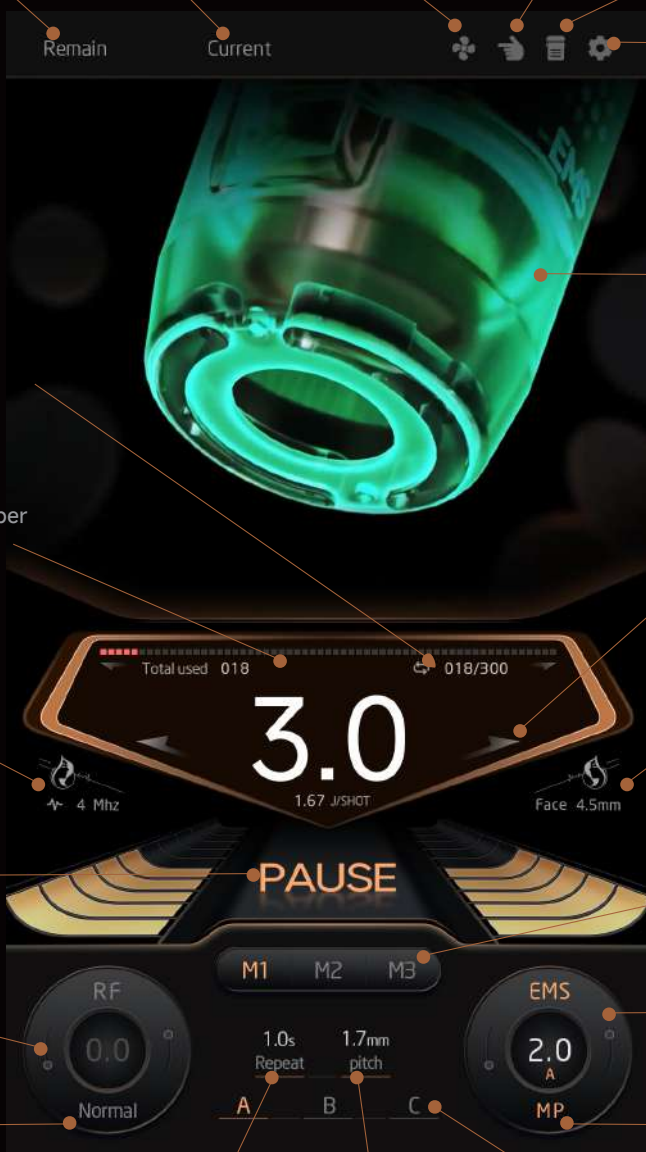 Remain Current
EMS
per
Total used 018 018/300
3.0
1.67 J/SHOT
4 Mhz Face 4.5mm
PAUSE
M1 M2 M3
RF EMS
0.0 1.0s 1.7mm 2.0
Repeat pitch A
Normal A B C MP